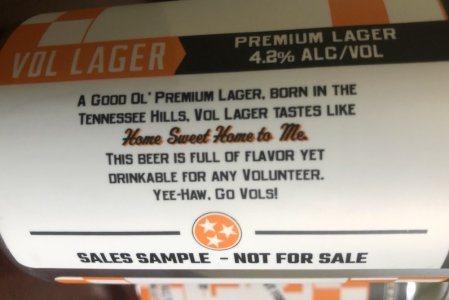 VOL LAGER
PREMIUM LAGER
4.2% ALC/VOL
A GOOD OL' PREMIUM LAGER, BORN IN THE
TENNESSEE HILLS, VOL LAGER TASTES LIKE
Home Sweet Home to Me.
THIS BEER IS FULL OF FLAVOR YET
DRINKABLE FOR ANY VOLUNTEER.
YEE-HAW, GO VOLS!
SALES SAMPLE - NOT FOR SALE